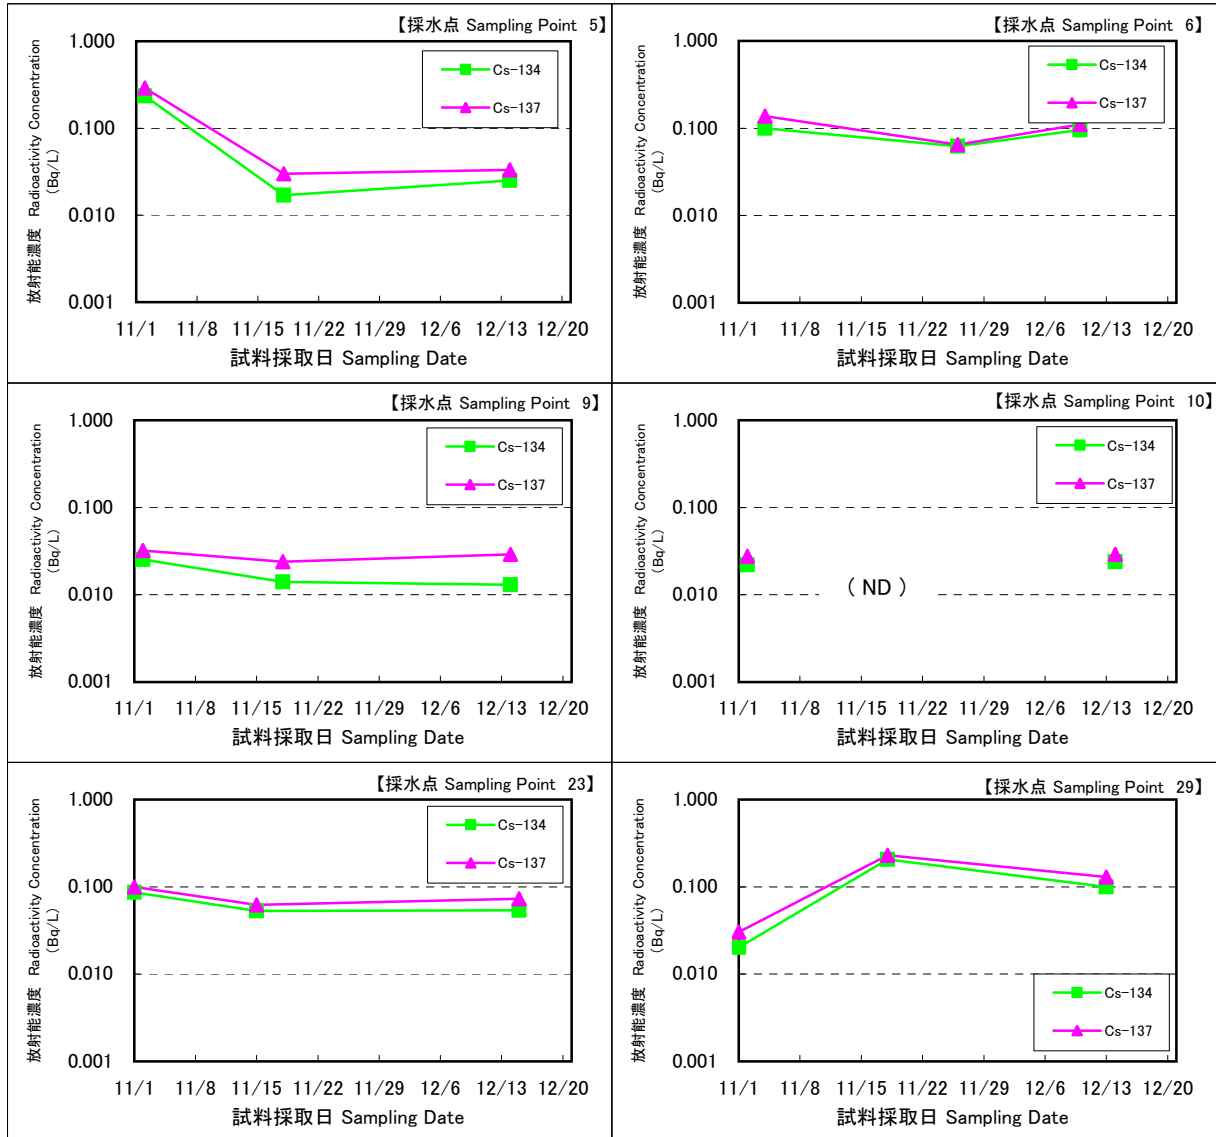 【採水点 Sampling Point 5】
放射能濃度 Radioactivity Concentration
(Bq/L)
1.000
0.100
0.010
0.001
Cs-134
Cs-137
11/1 11/8 11/15 11/22 11/29 12/6 12/13 12/20
試料採取日 Sampling Date
【採水点 Sampling Point 6】
放射能濃度 Radioactivity Concentration
(Bq/L)
1.000
0.100
0.010
0.001
Cs-134
Cs-137
11/1 11/8 11/15 11/22 11/29 12/6 12/13 12/20
試料採取日 Sampling Date
【採水点 Sampling Point 9】
放射能濃度 Radioactivity Concentration
(Bq/L)
1.000
0.100
0.010
0.001
Cs-134
Cs-137
11/1 11/8 11/15 11/22 11/29 12/6 12/13 12/20
試料採取日 Sampling Date
【採水点 Sampling Point 10】
放射能濃度 Radioactivity Concentration
(Bq/L)
1.000
0.100
0.010
0.001
Cs-134
Cs-137
( ND )
11/1 11/8 11/15 11/22 11/29 12/6 12/13 12/20
試料採取日 Sampling Date
【採水点 Sampling Point 23】
放射能濃度 Radioactivity Concentration
(Bq/L)
1.000
0.100
0.010
0.001
Cs-134
Cs-137
11/1 11/8 11/15 11/22 11/29 12/6 12/13 12/20
試料採取日 Sampling Date
【採水点 Sampling Point 29】
放射能濃度 Radioactivity Concentration
(Bq/L)
1.000
0.100
0.010
0.001
Cs-134
Cs-137
11/1 11/8 11/15 11/22 11/29 12/6 12/13 12/20
試料採取日 Sampling Date